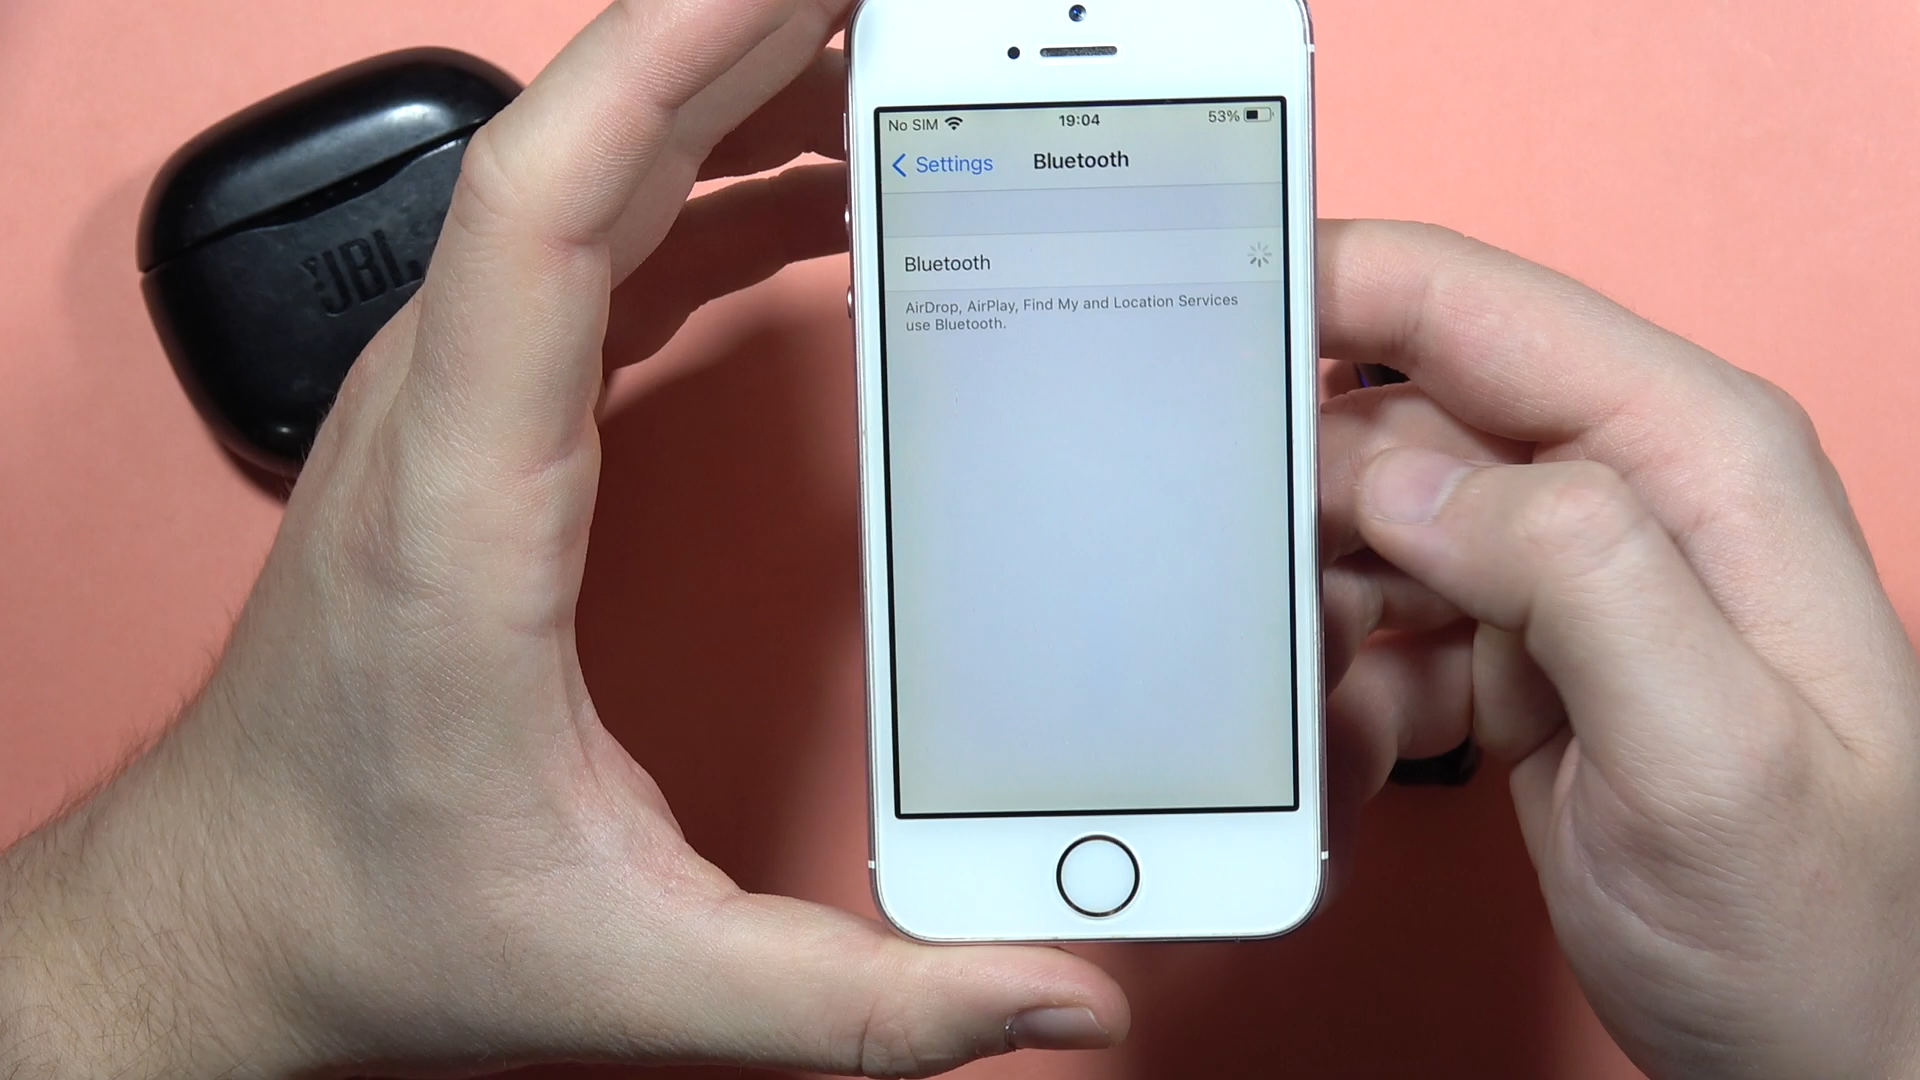 JBL
No SIM 19:04 53%
Settings Bluetooth
Bluetooth
AirDrop, AirPlay, Find My and Location Services
use Bluetooth.